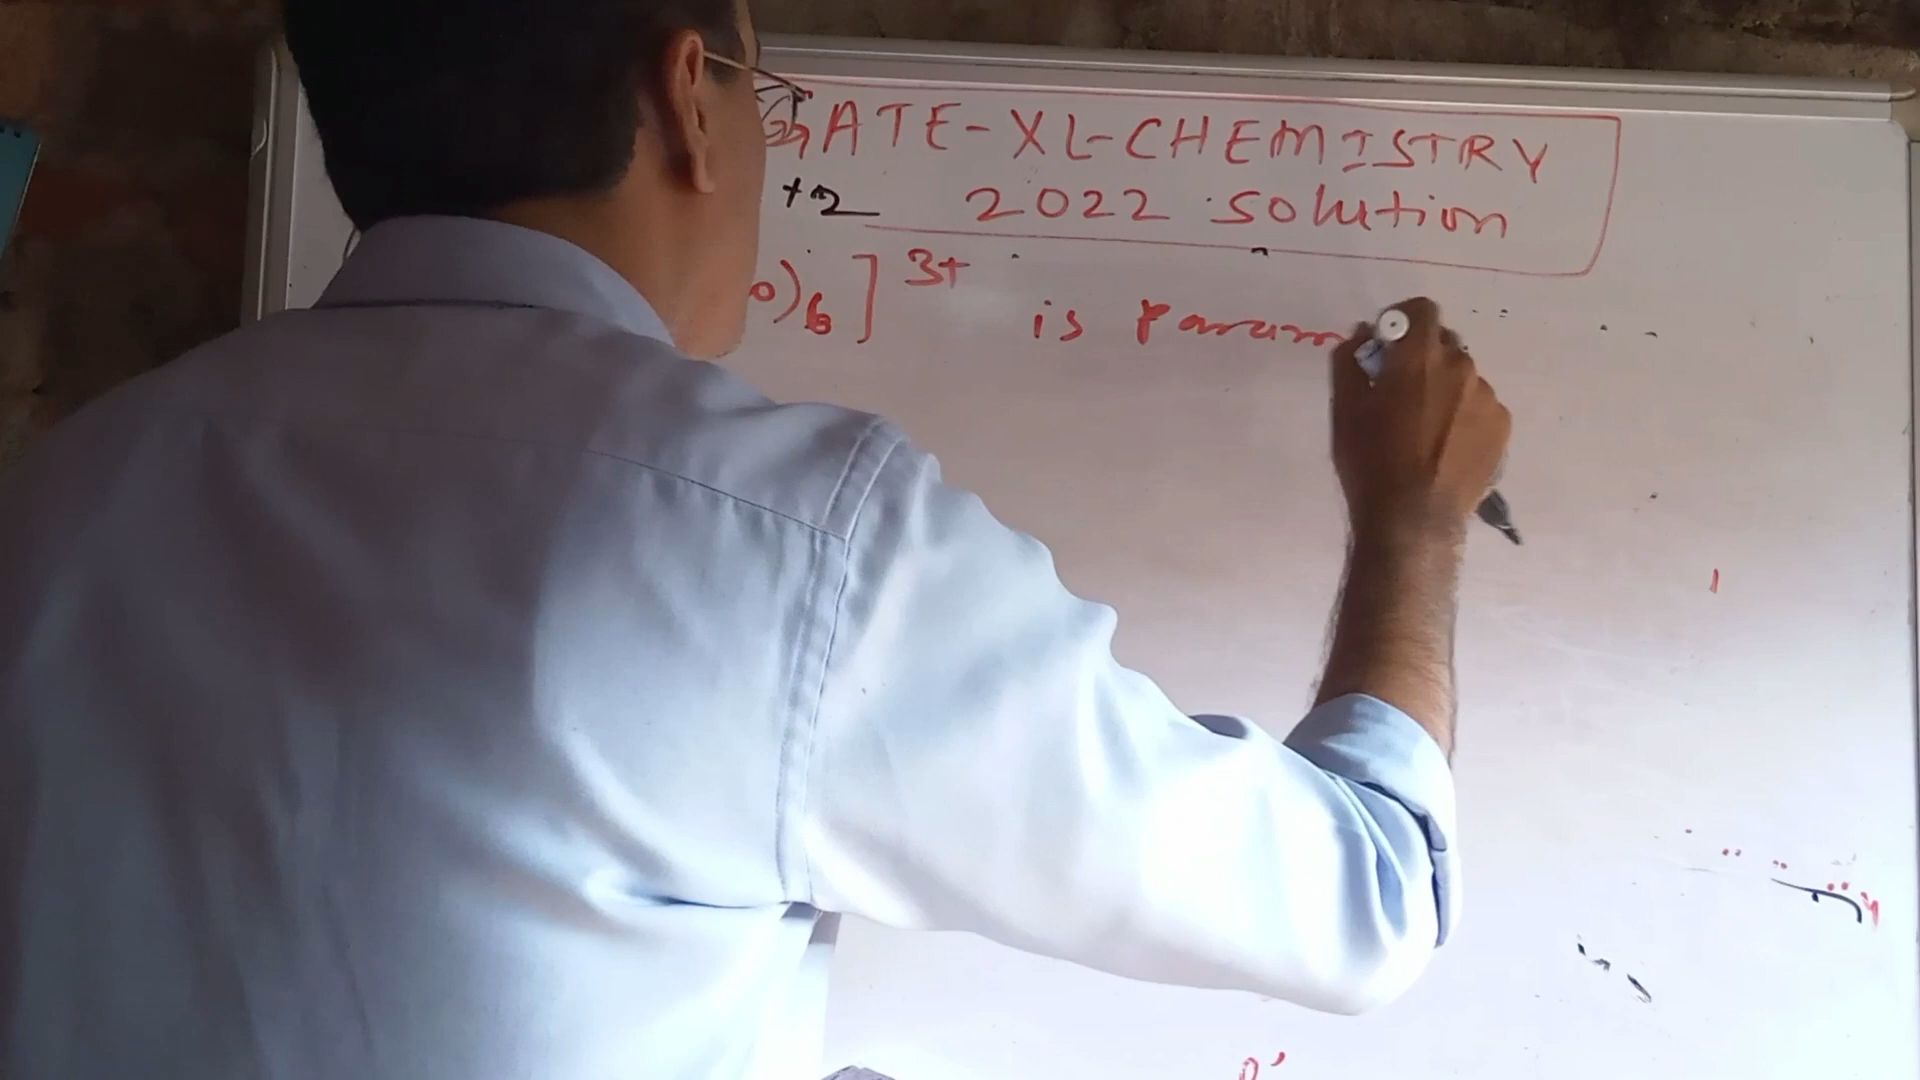 GATE-XL-CHEMISTRY
+2 2022 solution
o)6]3+ is param